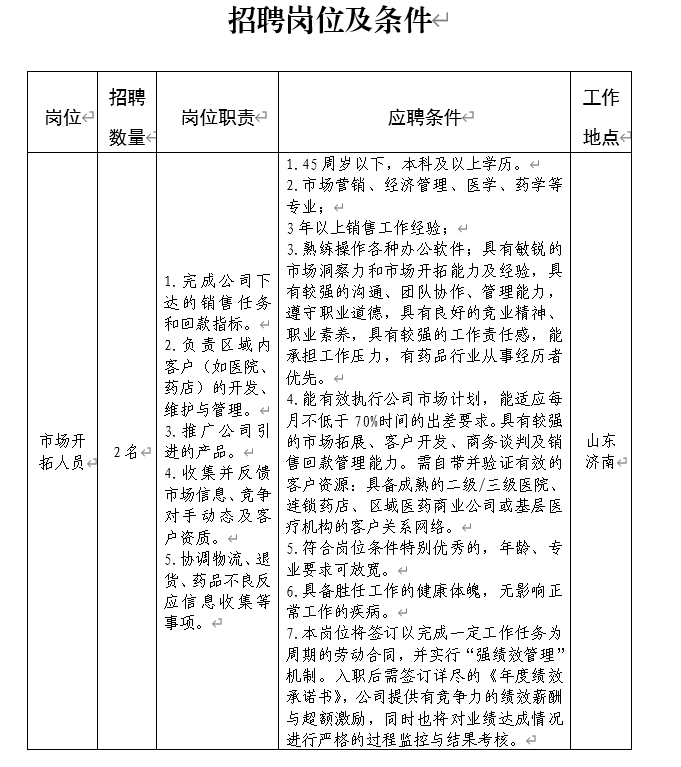 招聘岗位及条件
岗位
招聘
数量
岗位职责
应聘条件
工作
地点
市场开
拓人员
2名
1.完成公司下
达的销售任务
和回款指标。
2.负责区域内
客户（如医院、
药店）的开发、
维护与管理。
3.推广公司引
进的产品。
4.收集并反馈
市场信息、竞争
对手动态及客
户资质。
5.协调物流、退
货、药品不良反
应信息收集等
事项。
1.45周岁以下，本科及以上学历。
2.市场营销、经济管理、医学、药学等
专业；
3年以上销售工作经验；
3.熟练操作各种办公软件；具有敏锐的
市场洞察力和市场开拓能力及经验，具
有较强的沟通、团队协作、管理能力，
遵守职业道德，具有良好的竞业精神、
职业素养，具有较强的工作责任感，能
承担工作压力，有药品行业从事经历者
优先。
4.能有效执行公司市场计划，能适应每
月不低于70%时间的出差要求。具有较强
的市场拓展、客户开发、商务谈判及销
售回款管理能力。需自带并验证有效的
客户资源：具备成熟的二级/三级医院、
连锁药店、区域医药商业公司或基层医
疗机构的客户关系网络。
5.符合岗位条件特别优秀的，年龄、专
业要求可放宽。
6.具备胜任工作的健康体魄，无影响正
常工作的疾病。
7.本岗位将签订以完成一定工作任务为
周期的劳动合同，并实行“强绩效管理”
机制。入职后需签订详尽的《年度绩效
承诺书》，公司提供有竞争力的绩效薪酬
与超额激励，同时也将对业绩达成情况
进行严格的过程监控与结果考核。
山东
济南